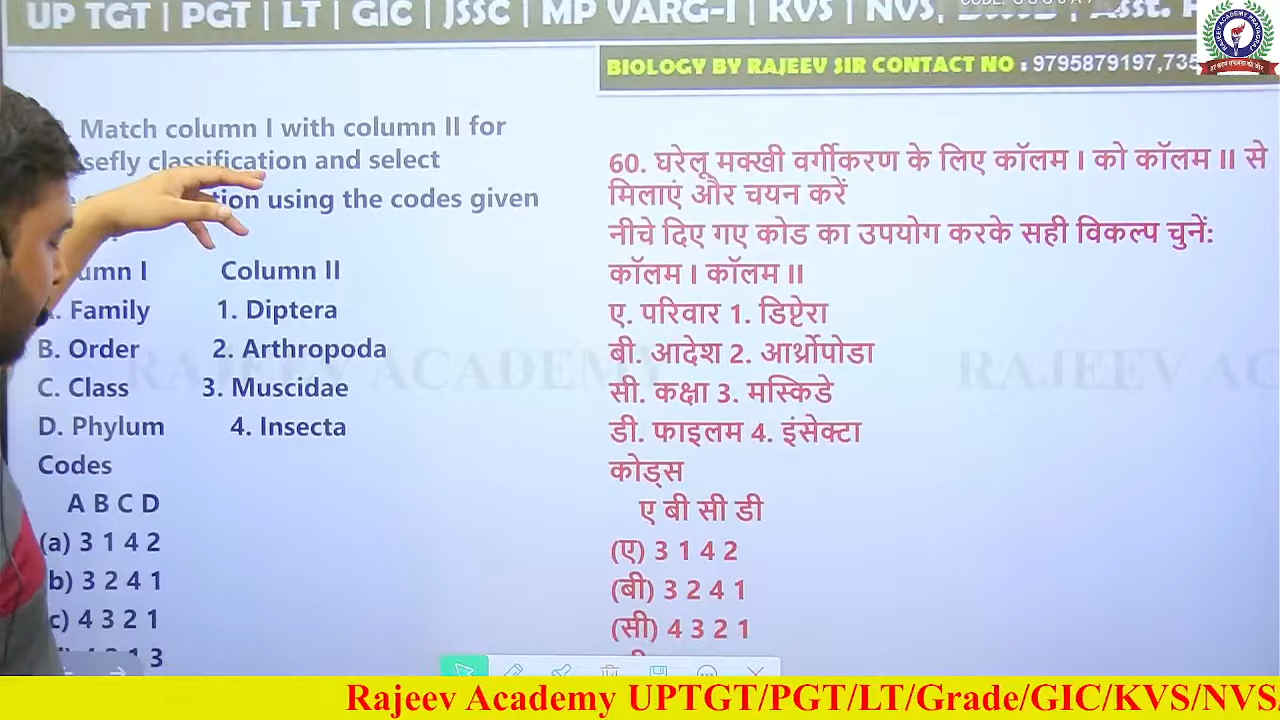 UP TGT | PGT | LT | GIC | JSSC | MP VARG-I | KVS | NVS,
BIOLOGY BY RAJEEV SIR CONTACT NO : 9795879197,735
Match column I with column II for
classification and select
using the codes given
Column II
Family 1. Diptera
B. Order 2. Arthropoda
C. Class 3. Muscidae
D. Phylum 4. Insecta
Codes
A B C D
(a) 3 1 4 2
b) 3 2 4 1
c) 4 3 2 1
60. घरेलू मक्खी वर्गीकरण के लिए कॉलम I को कॉलम II से
मिलाएं और चयन करें
नीचे दिए गए कोड का उपयोग करके सही विकल्प चुनें:
कॉलम I कॉलम II
ए. परिवार 1. डिप्टेरा
बी. आदेश 2. आर्थ्रोपोडा
सी. कक्षा 3. मस्किडे
डी. फाइलम 4. इंसेक्टा
कोड्स
ए बी सी डी
(ए) 3 1 4 2
(बी) 3 2 4 1
(सी) 4 3 2 1
RAJEEV ACADEMY
RAJEEV
Rajeev Academy UPTGT/PGT/LT/Grade/GIC/KVS/NVS